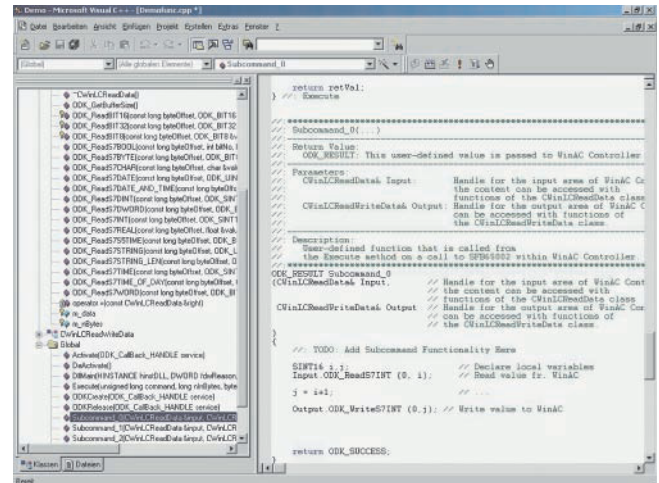 Demo - Microsoft Visual C++ - [Demofunc.cpp *]
Datei Bearbeiten Ansicht Einfügen Projekt Erstellen Extras Fenster ?
(Global) (Alle globalen Elemente) Subcommand_0
~CWinLCReadData()
ODK_GetBufferSize()
ODK_ReadBIT16(const long byteOffset, ODK_BIT16
ODK_ReadBIT32(const long byteOffset, ODK_BIT32
ODK_ReadBIT8(const long byteOffset, ODK_BIT8 &v
ODK_ReadS7BOOL(const long byteOffset, int bitNo,
ODK_ReadS7BYTE(const long byteOffset, ODK_BIT
ODK_ReadS7CHAR(const long byteOffset, char &val
ODK_ReadS7DATE(const long byteOffset, ODK_UIN
ODK_ReadS7DATE_AND_TIME(const long byteOffs
ODK_ReadS7DINT(const long byteOffset, ODK_SINT
ODK_ReadS7DWORD(const long byteOffset, ODK_
ODK_ReadS7INT(const long byteOffset, ODK_SINT1
ODK_ReadS7REAL(const long byteOffset, float &valu
ODK_ReadS7S5TIME(const long byteOffset, ODK_B
ODK_ReadS7STRING(const long byteOffset, ODK_L
ODK_ReadS7STRING_LEN(const long byteOffset, O
ODK_ReadS7TIME(const long byteOffset, ODK_SIN
ODK_ReadS7TIME_OF_DAY(const long byteOffset,
ODK_ReadS7WORD(const long byteOffset, ODK_BI
operator =(const CWinLCReadData &right)
m_data
m_nBytes
CWinLCReadWriteData
Global
Activate(ODK_CallBack_HANDLE service)
DeActivate()
DllMain(HINSTANCE hinstDLL, DWORD fdwReason,
Execute(unsigned long command, long nInBytes, byte
ODKCreate(ODK_CallBack_HANDLE service)
ODKRelease(ODK_CallBack_HANDLE service)
Subcommand_0(CWinLCReadData &input, CWinLCR
Subcommand_1(CWinLCReadData &input, CWinLCR
Subcommand_2(CWinLCReadData &input, CWinLCR
Klassen Dateien
Bereit
return retVal;
} //: Execute
//: Subcommand_0(...)
//: Return Value:
//: ODK_RESULT: This user-defined value is passed to WinAC Controller
//: Parameters:
//: CWinLCReadData& Input: Handle for the input area of WinAC C
//: the content can be accessed with
//: functions of the CWinLCReadData class
//: CWinLCReadWriteData& Output: Handle for the output area of WinAC C
//: can be accessed with functions of
//: the CWinLCReadWriteData class.
//: Description:
//: User-defined function that is called from
//: the Execute method on a call to SFB65002 within WinAC Controller
ODK_RESULT Subcommand_0
(CWinLCReadData& Input, // Handle for the input area of WinAC Cont
// the content can be accessed with
// functions of the CWinLCReadData class
CWinLCReadWriteData& Output // Handle for the output area of WinAC Con
// can be accessed with functions of
// the CWinLCReadWriteData class.
)
{
//: TODO: Add Subcommand Functionality Here
SINT16 i,j; // Declare local variables
Input.ODK_ReadS7INT (0, i); // Read value fr. WinAC
j = i+1; // ...
Output.ODK_WriteS7INT (0,j); // Write value to WinAC
return ODK_SUCCESS;
}